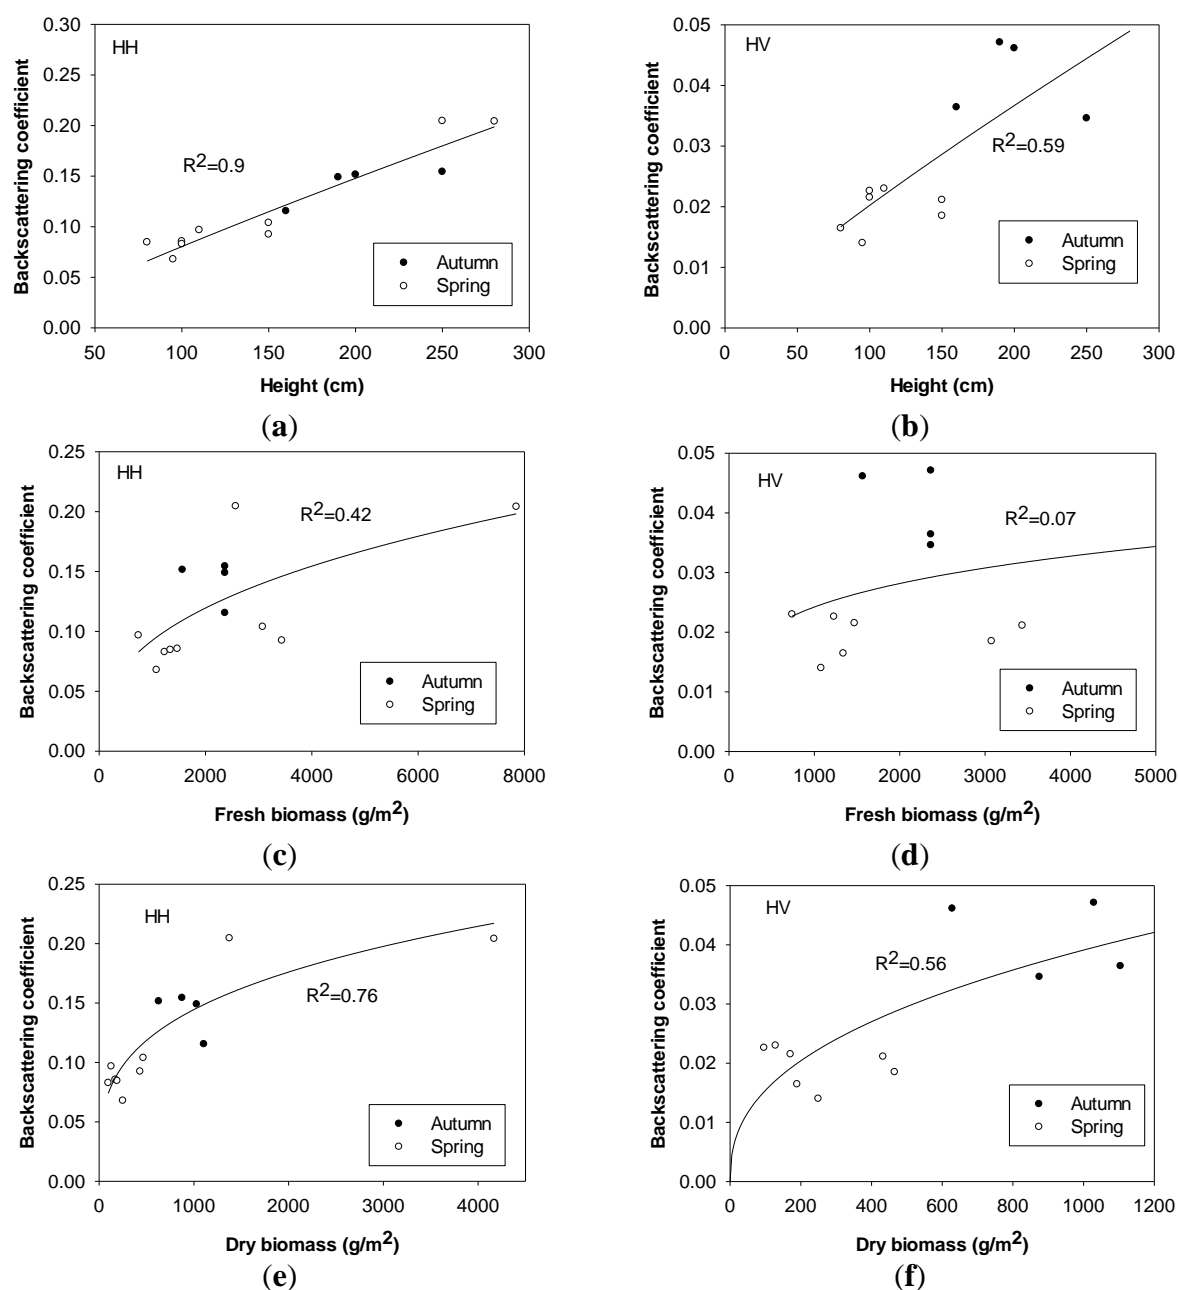 HH
R2=0.9
Backscattering coefficient
0.30
0.25
0.20
0.15
0.10
0.05
0.00
Autumn
Spring
50 100 150 200 250 300
Height (cm)
(a)
HV
R2=0.59
Backscattering coefficient
0.05
0.04
0.03
0.02
0.01
0.00
Autumn
Spring
0 50 100 150 200 250 300
Height (cm)
(b)
HH
R2=0.42
Backscattering coefficient
0.25
0.20
0.15
0.10
0.05
0.00
Autumn
Spring
0 2000 4000 6000 8000
Fresh biomass (g/m2)
(c)
HV
R2=0.07
Backscattering coefficient
0.05
0.04
0.03
0.02
0.01
0.00
Autumn
Spring
0 1000 2000 3000 4000 5000
Fresh biomass (g/m2)
(d)
HH
R2=0.76
Backscattering coefficient
0.25
0.20
0.15
0.10
0.05
0.00
Autumn
Spring
0 1000 2000 3000 4000
Dry biomass (g/m2)
(e)
HV
R2=0.56
Backscattering coefficient
0.05
0.04
0.03
0.02
0.01
0.00
Autumn
Spring
0 200 400 600 800 1000 1200
Dry biomass (g/m2)
(f)